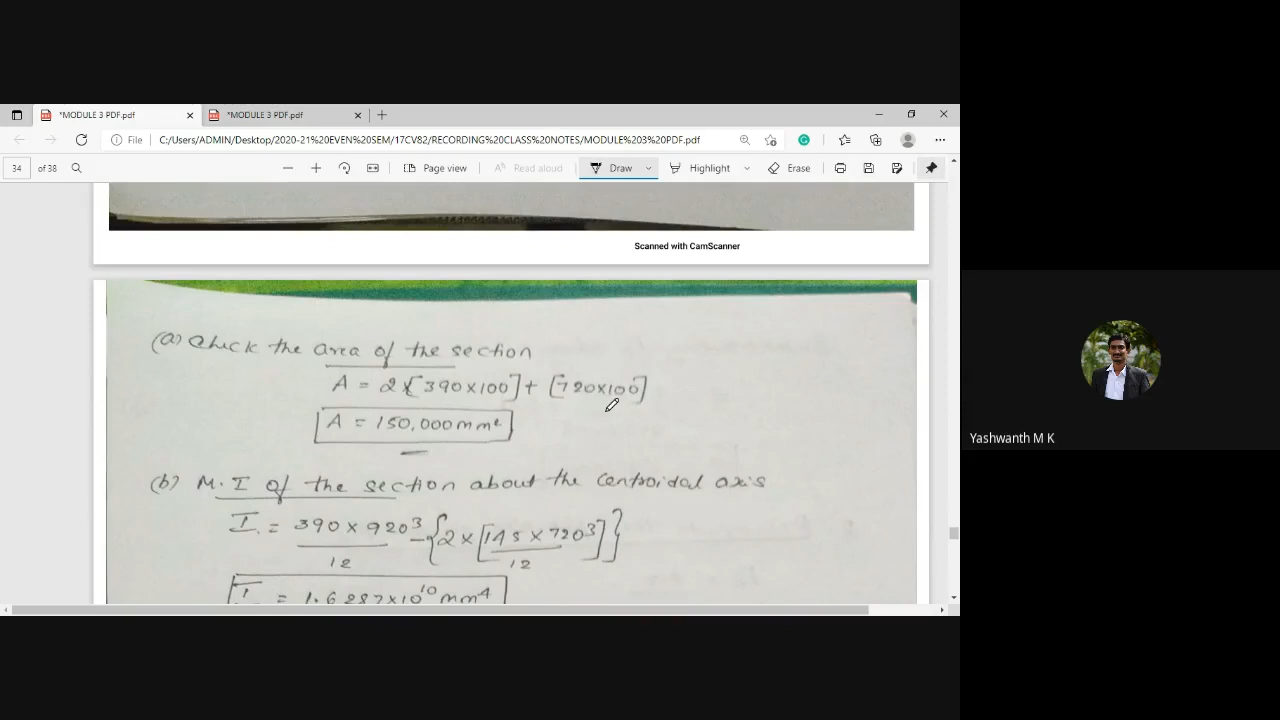 *MODULE 3 PDF.pdf
*MODULE 3 PDF.pdf
File
C:/Users/ADMIN/Desktop/2020-21%20EVEN%20SEM/17CV82/RECORDING%20CLASS%20NOTES/MODULE%203%20PDF.pdf
34 of 38
Page view
Read aloud
Draw
Highlight
Erase
Scanned with CamScanner
(a) Check the area of the section
A = 2×[390×100] + [720×100]
A = 150,000mm²
(b) M.I of the section about the centroidal axis
I = 390 × 920³ / 12 - {2 × [145 × 720³ / 12]}
I = 1.6287×10¹⁰ mm⁴
Yashwanth M K